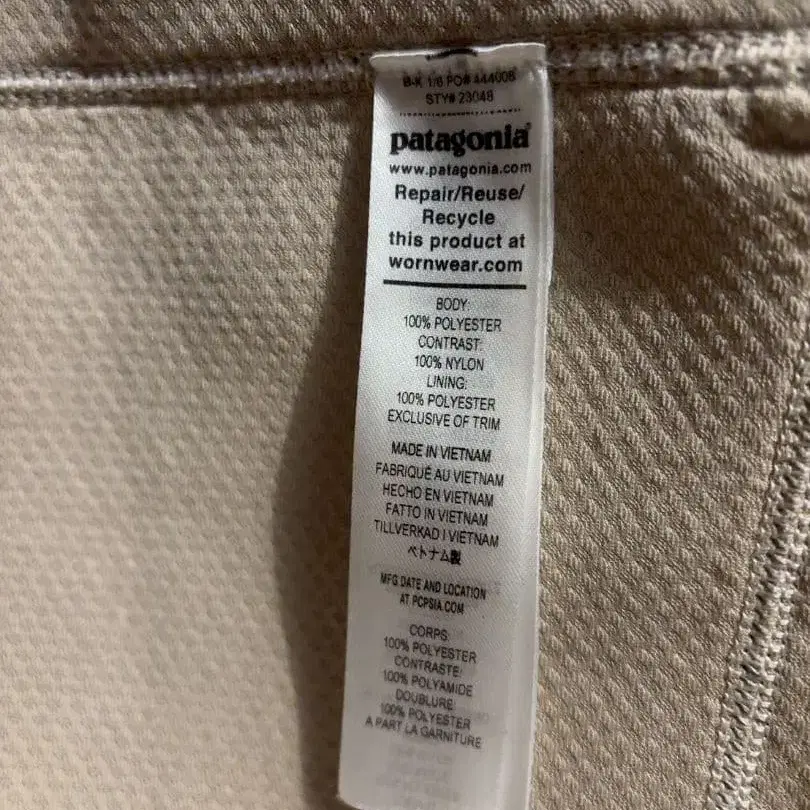 B-K 1/6 PO# 444006
STY# 23048
patagonia®
www.patagonia.com
Repair/Reuse/
Recycle
this product at
wornwear.com
BODY:
100% POLYESTER
CONTRAST:
100% NYLON
LINING:
100% POLYESTER
EXCLUSIVE OF TRIM
MADE IN VIETNAM
FABRIQUÉ AU VIETNAM
HECHO EN VIETNAM
FATTO IN VIETNAM
TILLVERKAD I VIETNAM
ベトナム製
MFG DATE AND LOCATION
AT PCPSIA.COM
CORPS:
100% POLYESTER
CONTRASTE:
100% POLYAMIDE
DOUBLURE:
100% POLYESTER
A PART LA GARNITURE